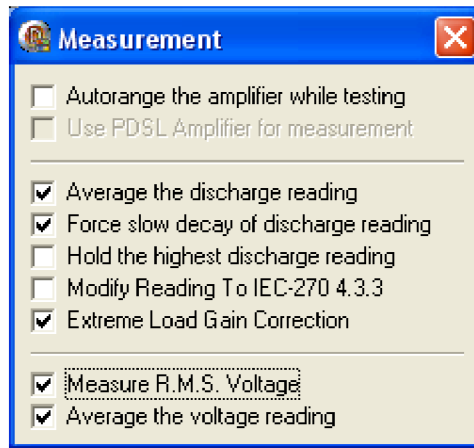 Measurement
Autorange the amplifier while testing
Use PDSL Amplifier for measurement
Average the discharge reading
Force slow decay of discharge reading
Hold the highest discharge reading
Modify Reading To IEC-270 4.3.3
Extreme Load Gain Correction
Measure R.M.S. Voltage
Average the voltage reading